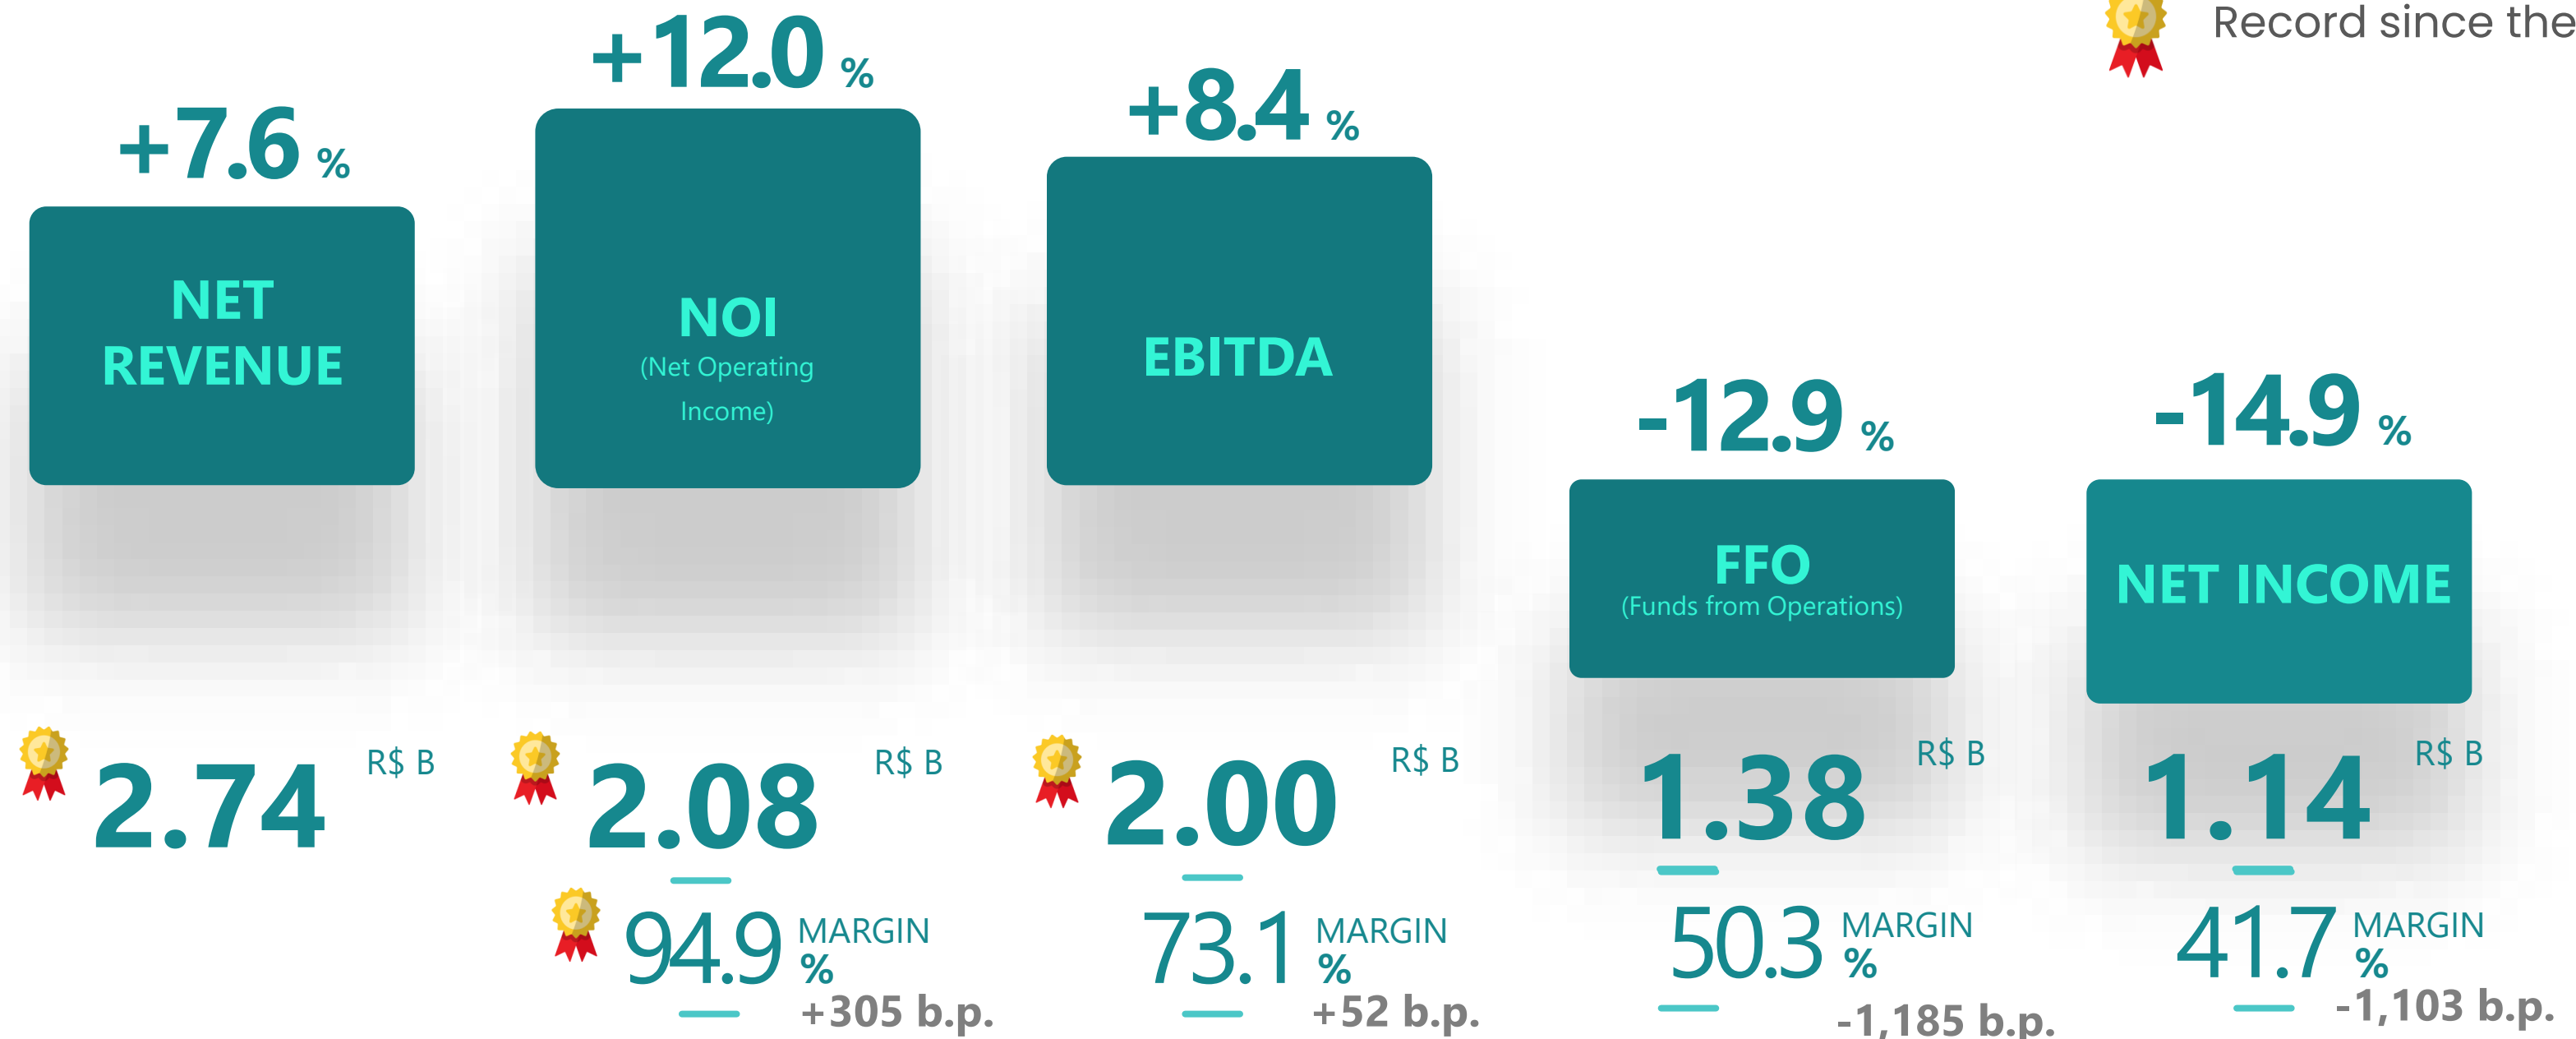 Record since the
+7.6 %
NET
REVENUE
2.74 R$ B
+12.0 %
NOI
(Net Operating
Income)
2.08 R$ B
94.9 MARGIN
%
+305 b.p.
+8.4 %
EBITDA
2.00 R$ B
73.1 MARGIN
%
+52 b.p.
-12.9 %
FFO
(Funds from Operations)
1.38 R$ B
50.3 MARGIN
%
-1,185 b.p.
-14.9 %
NET INCOME
1.14 R$ B
41.7 MARGIN
%
-1,103 b.p.